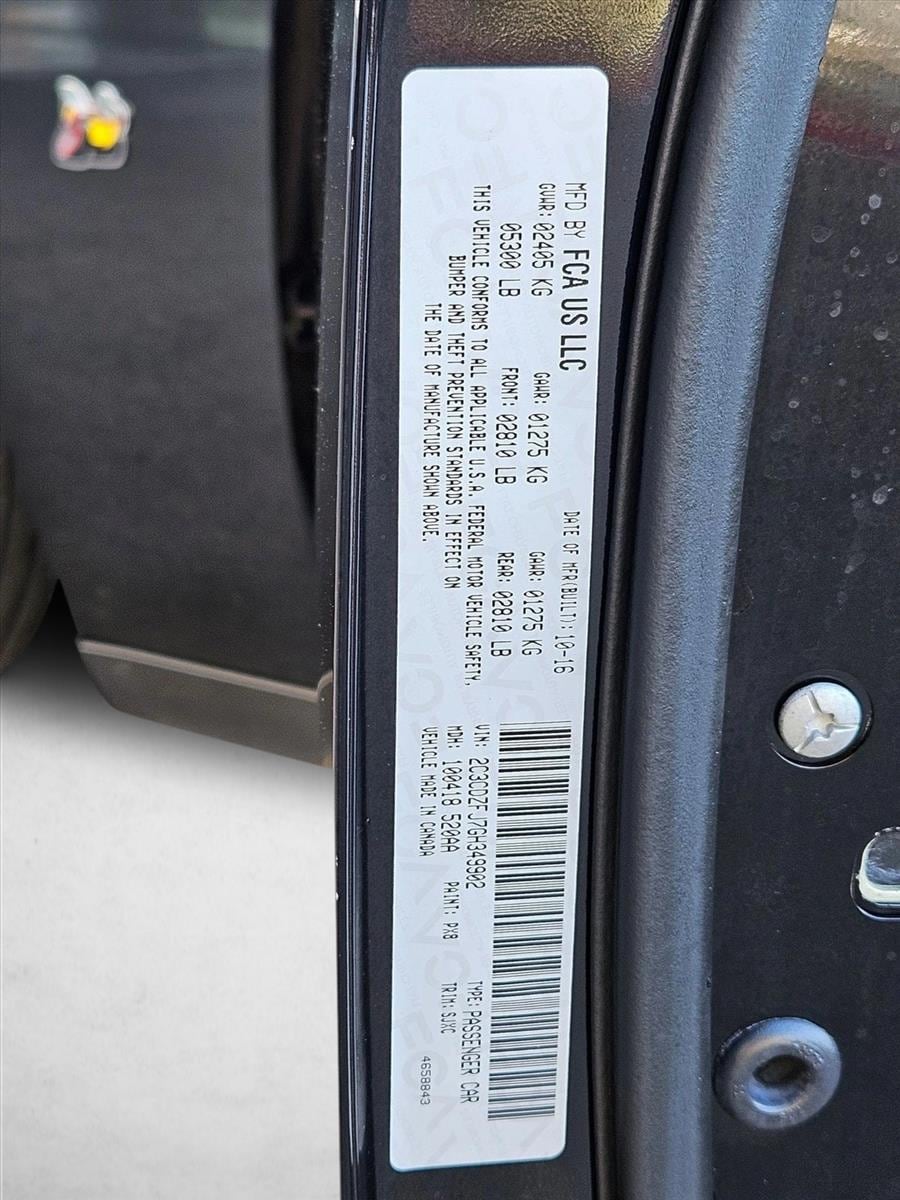 MFD BY FCA US LLC
DATE OF MFR(BUILT): 10-16
GVWR: 02405 KG GAWR: 01275 KG GAWR: 01275 KG
05300 LB FRONT: 02810 LB REAR: 02810 LB
THIS VEHICLE CONFORMS TO ALL APPLICABLE U.S.A. FEDERAL MOTOR VEHICLE SAFETY,
BUMPER AND THEFT PREVENTION STANDARDS IN EFFECT ON
THE DATE OF MANUFACTURE SHOWN ABOVE.
VIN: 2C3CDZFJ7GH349902 TYPE: PASSENGER CAR
MDH: 100418 520AA PAINT: PX8 TRIM: SJXC
VEHICLE MADE IN CANADA 4658843